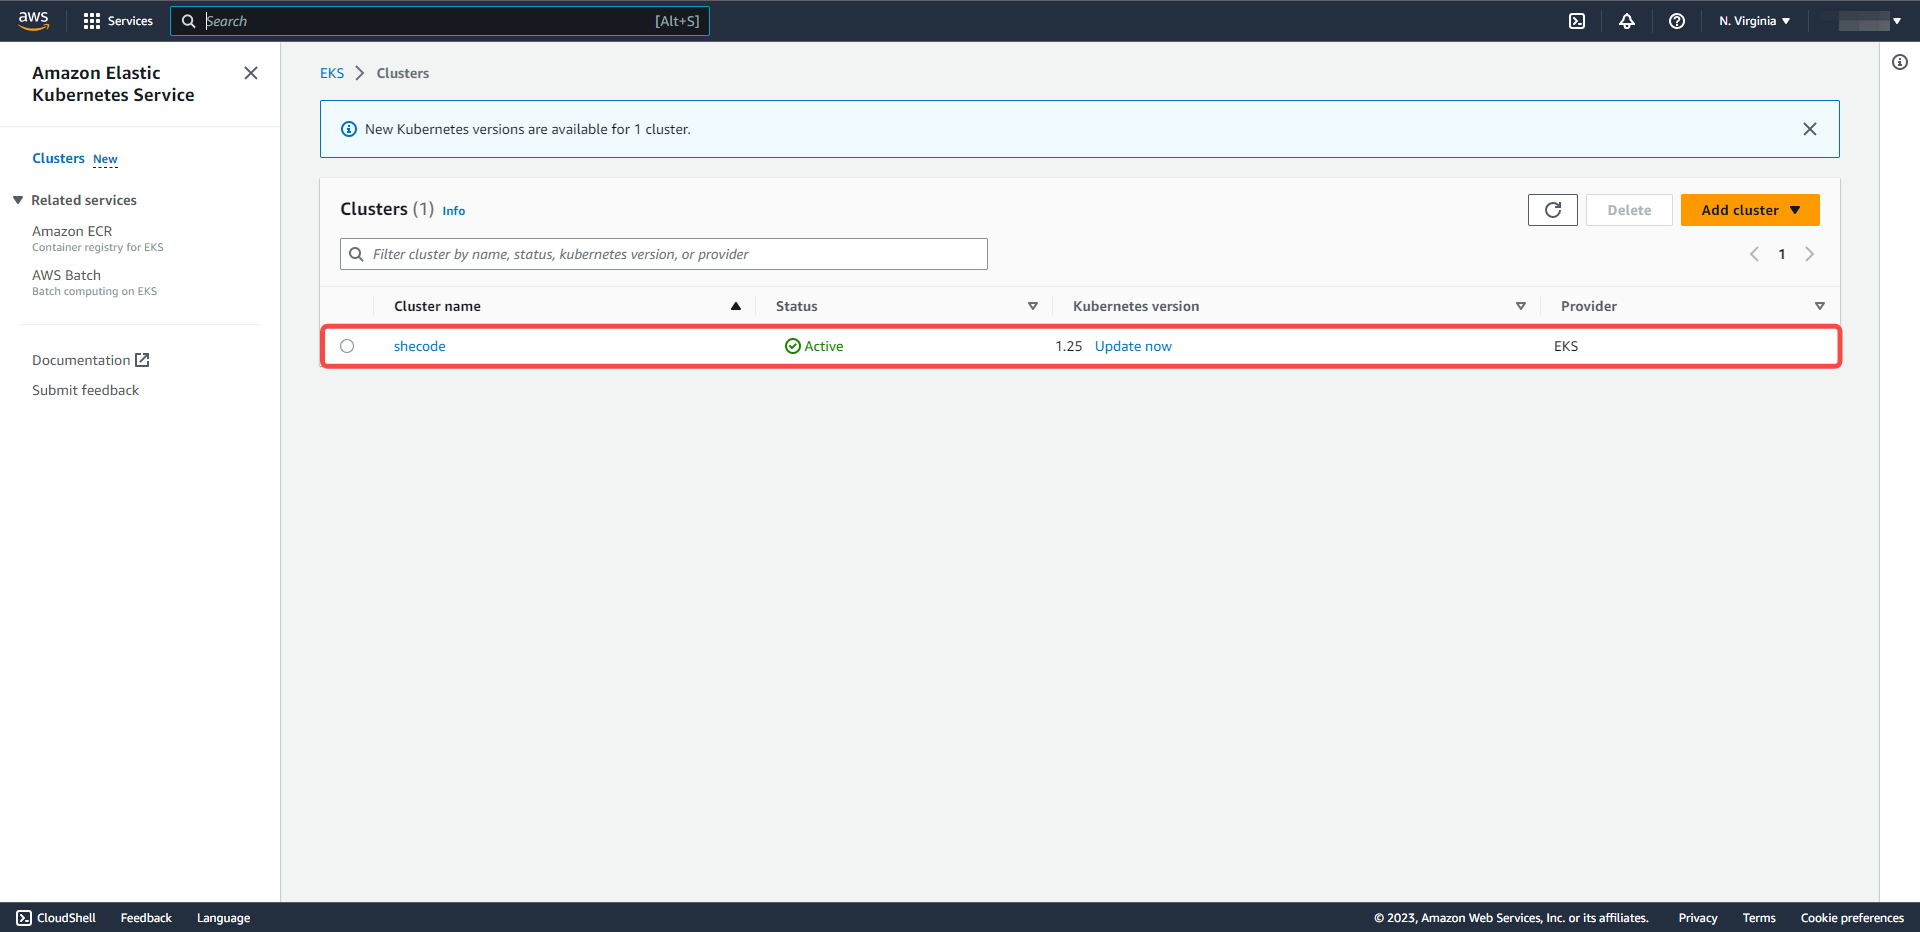 aws
Services
Search
[Alt+S]
N. Virginia
Amazon Elastic
Kubernetes Service
Clusters New
Related services
Amazon ECR
Container registry for EKS
AWS Batch
Batch computing on EKS
Documentation
Submit feedback
EKS > Clusters
New Kubernetes versions are available for 1 cluster.
Clusters (1) Info
Delete
Add cluster
Filter cluster by name, status, kubernetes version, or provider
1
Cluster name Status Kubernetes version Provider
shecode Active 1.25 Update now EKS
CloudShell Feedback Language
© 2023, Amazon Web Services, Inc. or its affiliates. Privacy Terms Cookie preferences